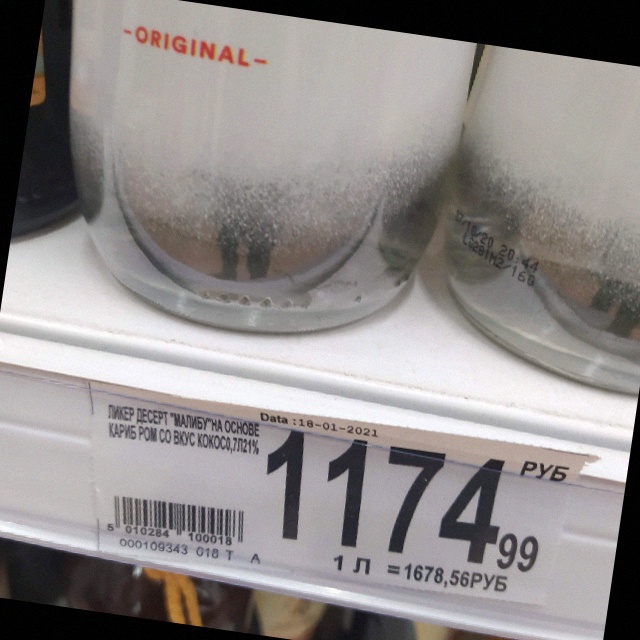 -ORIGINAL-
ЛИКЕР ДЕСЕРТ "МАЛИБУ"НА ОСНОВЕ
КАРИБ РОМ СО ВКУС КОКОС0,7Л21%
Data :18-01-2021
1174 99
РУБ
5 010284 100018
000109343 016 T A
1 Л =1678,56РУБ